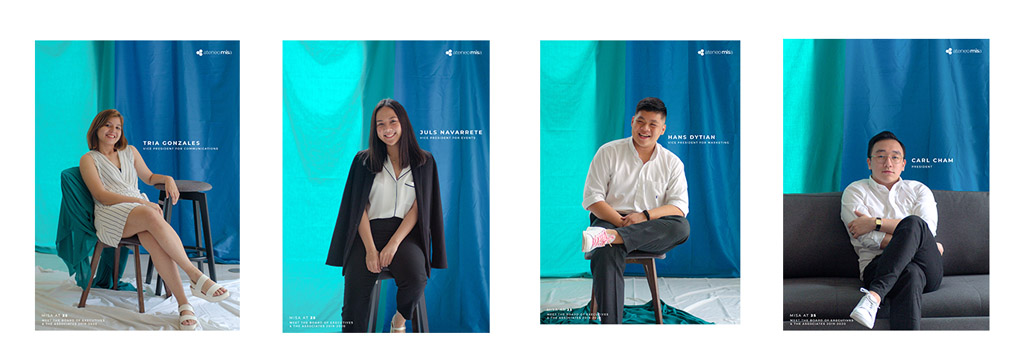 ateneo misa
TRIA GONZALES
VICE PRESIDENT FOR COMMUNICATIONS
MISA AT 35
MEET THE BOARD OF EXECUTIVES
& THE ASSOCIATES 2019-2020
ateneo misa
JULS NAVARRETE
VICE PRESIDENT FOR EVENTS
MISA AT 35
MEET THE BOARD OF EXECUTIVES
& THE ASSOCIATES 2019-2020
ateneo misa
HANS DYTIAN
VICE PRESIDENT FOR MARKETING
MISA AT 35
MEET THE BOARD OF EXECUTIVES
& THE ASSOCIATES 2019-2020
ateneo misa
CARL CHAM
PRESIDENT
MISA AT 35
MEET THE BOARD OF EXECUTIVES
& THE ASSOCIATES 2019-2020